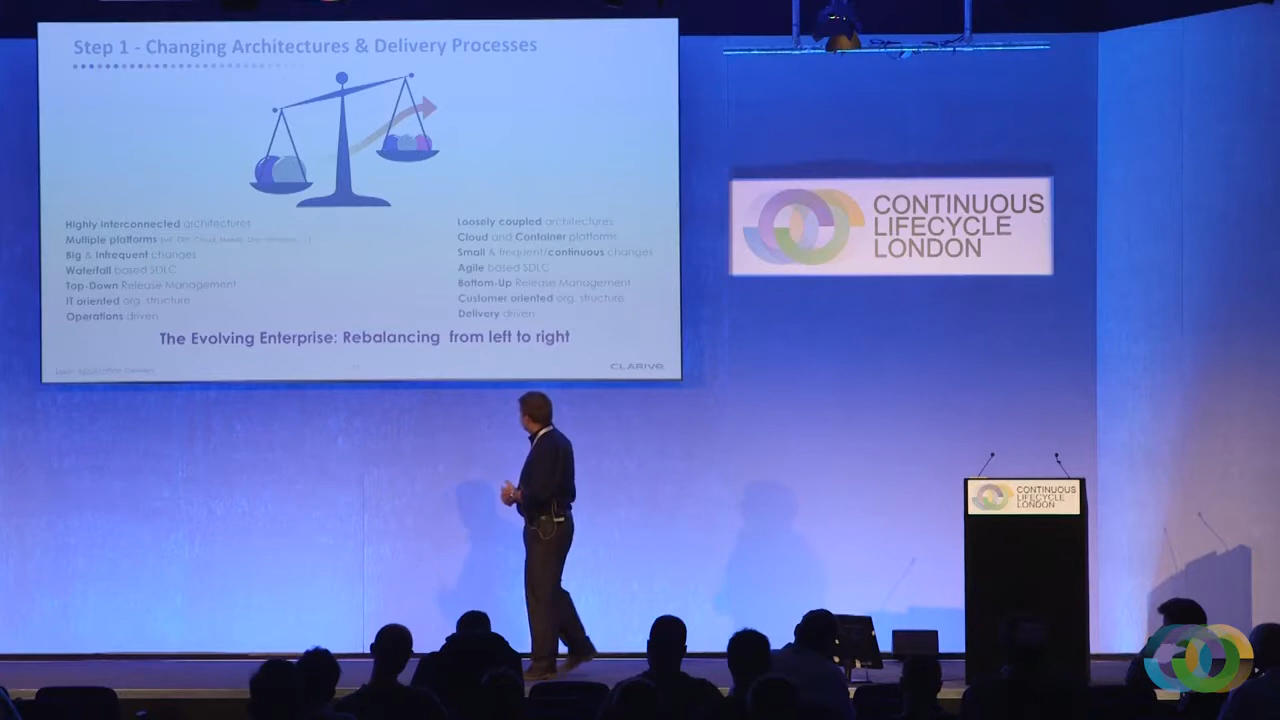 Step 1 - Changing Architectures & Delivery Processes
Highly interconnected architectures
Multiple platforms
Big & Infrequent changes
Waterfall based SDLC
Top-Down Release Management
IT oriented org. structure
Operations driven
Loosely coupled architectures
Cloud and Container platforms
Small & frequent/continuous changes
Agile based SDLC
Bottom-Up Release Management
Customer oriented org. structure
Delivery driven
The Evolving Enterprise: Rebalancing from left to right
Lean Application Delivery
CLARIVE
CONTINUOUS
LIFECYCLE
LONDON
CONTINUOUS
LIFECYCLE
LONDON